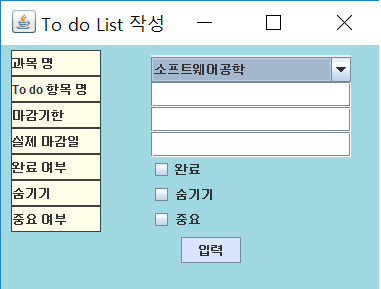 To do List 작성
과목 명
소프트웨어공학
To do 항목 명
마감기한
실제 마감일
완료 여부
완료
숨기기
숨기기
중요 여부
중요
입력